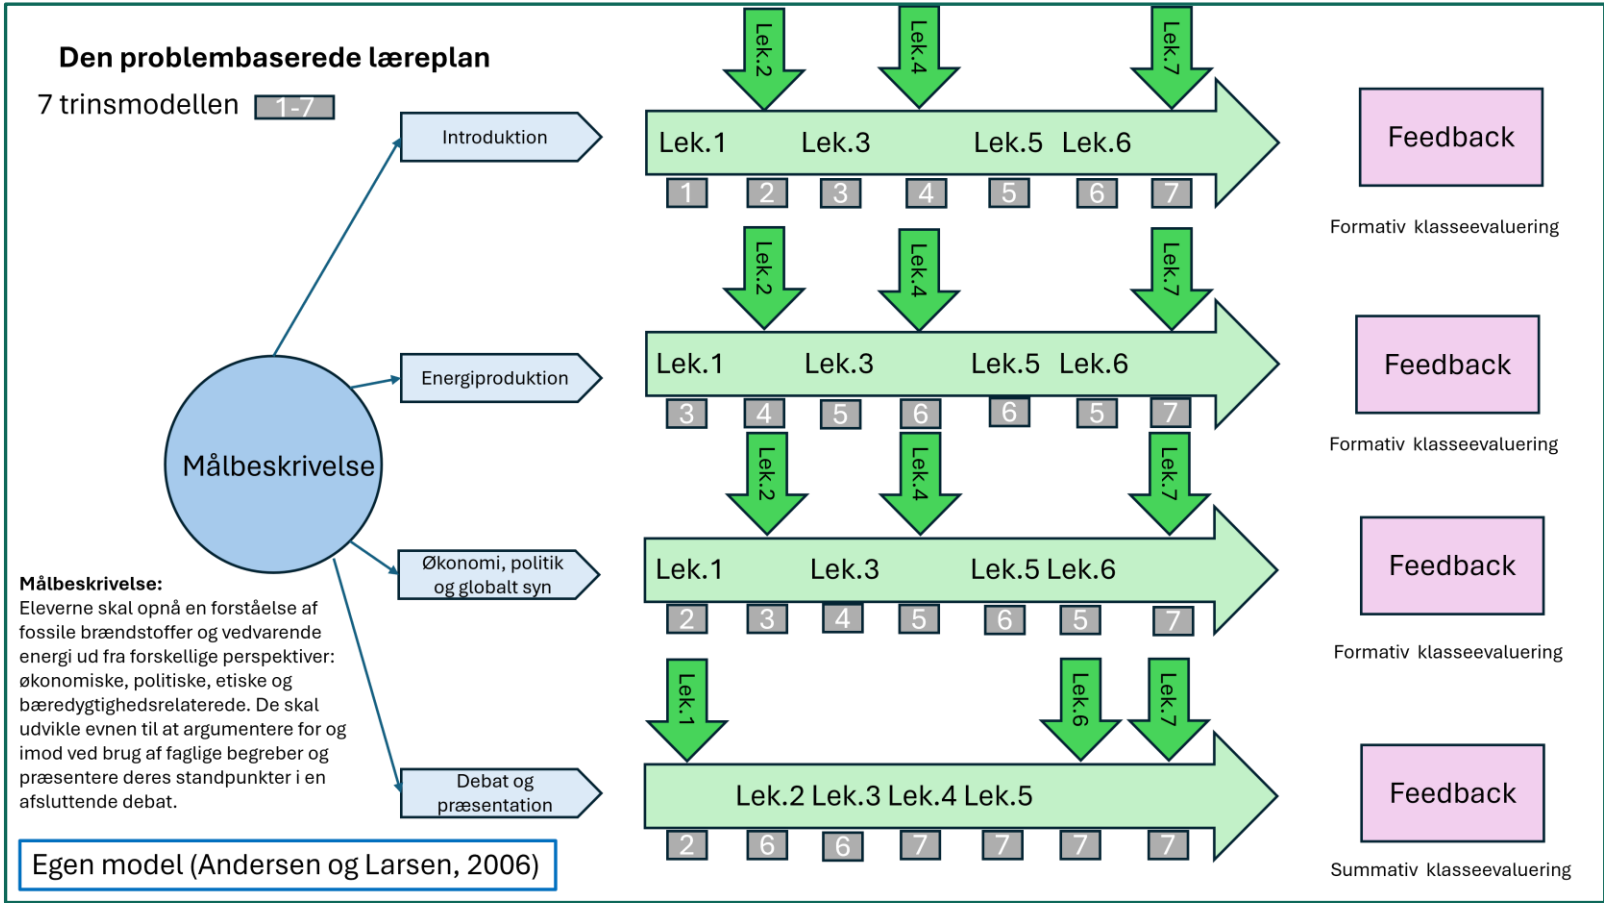 Den problembaserede læreplan
7 trinsmodellen 1-7
Introduktion
Lek.2 Lek.4 Lek.7
Lek.1 Lek.3 Lek.5 Lek.6
1 2 3 4 5 6 7
Feedback
Formativ klasseevaluering
Energiproduktion
Lek.2 Lek.4 Lek.7
Lek.1 Lek.3 Lek.5 Lek.6
3 4 5 6 6 5 7
Feedback
Formativ klasseevaluering
Målbeskrivelse
Økonomi, politik
og globalt syn
Lek.2 Lek.4 Lek.7
Lek.1 Lek.3 Lek.5 Lek.6
2 3 4 5 6 5 7
Feedback
Formativ klasseevaluering
Debat og
præsentation
Lek.1 Lek.6 Lek.7
Lek.2 Lek.3 Lek.4 Lek.5
2 6 6 7 7 7 7
Feedback
Summativ klasseevaluering
Målbeskrivelse:
Eleverne skal opnå en forståelse af
fossile brændstoffer og vedvarende
energi ud fra forskellige perspektiver:
økonomiske, politiske, etiske og
bæredygtighedsrelaterede. De skal
udvikle evnen til at argumentere for og
imod ved brug af faglige begreber og
præsentere deres standpunkter i en
afsluttende debat.
Egen model (Andersen og Larsen, 2006)